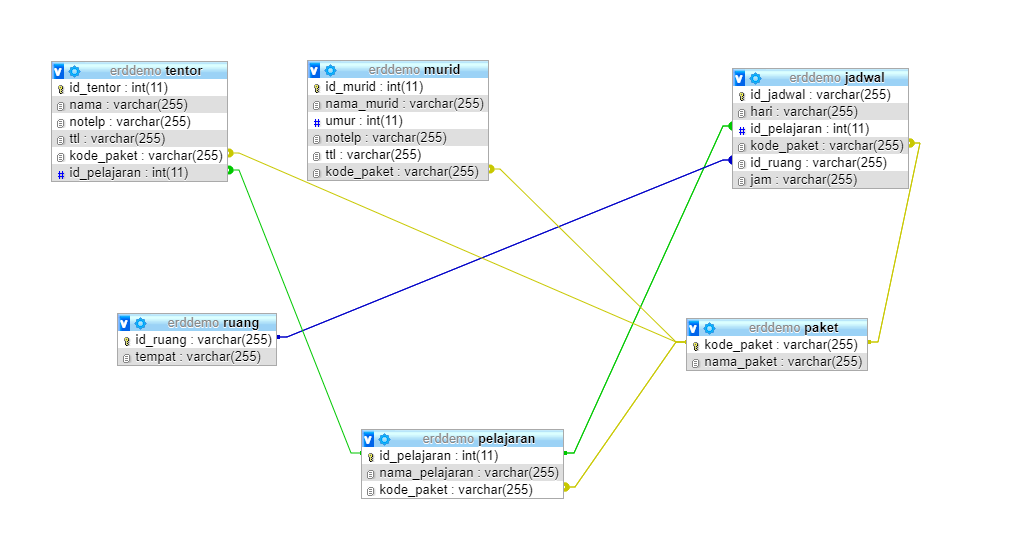 erddemo tentor
id_tentor : int(11)
nama : varchar(255)
notelp : varchar(255)
ttl : varchar(255)
kode_paket : varchar(255)
id_pelajaran : int(11)
erddemo murid
id_murid : int(11)
nama_murid : varchar(255)
umur : int(11)
notelp : varchar(255)
ttl : varchar(255)
kode_paket : varchar(255)
erddemo jadwal
id_jadwal : varchar(255)
hari : varchar(255)
id_pelajaran : int(11)
kode_paket : varchar(255)
id_ruang : varchar(255)
jam : varchar(255)
erddemo ruang
id_ruang : varchar(255)
tempat : varchar(255)
erddemo paket
kode_paket : varchar(255)
nama_paket : varchar(255)
erddemo pelajaran
id_pelajaran : int(11)
nama_pelajaran : varchar(255)
kode_paket : varchar(255)